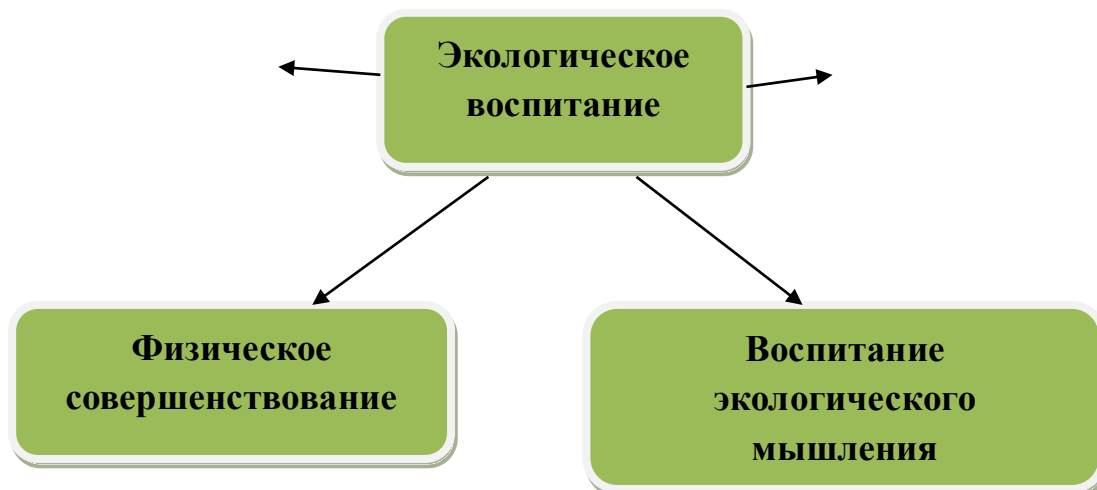 Экологическое
воспитание
Физическое
совершенствование
Воспитание
экологического
мышления